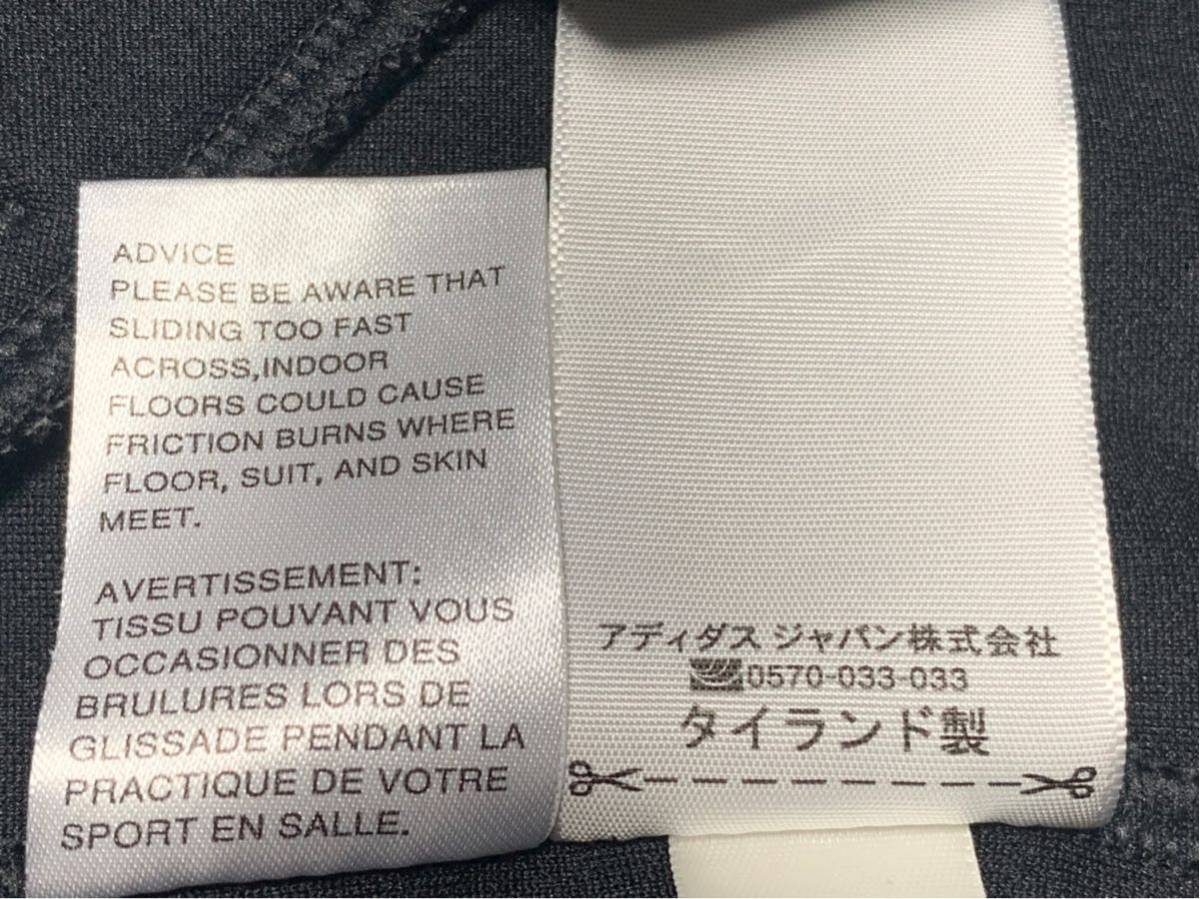 ADVICE
PLEASE BE AWARE THAT
SLIDING TOO FAST
ACROSS,INDOOR
FLOORS COULD CAUSE
FRICTION BURNS WHERE
FLOOR, SUIT, AND SKIN
MEET.
AVERTISSEMENT:
TISSU POUVANT VOUS
OCCASIONNER DES
BRULURES LORS DE
GLISSADE PENDANT LA
PRACTIQUE DE VOTRE
SPORT EN SALLE.
アディダス ジャパン株式会社
0570-033-033
タイランド製